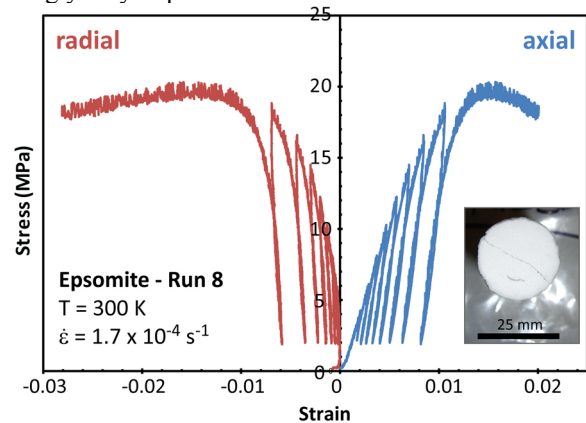 25
radial
axial
20
15
10
5
0
Stress (MPa)
Epsomite - Run 8
T = 300 K
ε̇ = 1.7 x 10⁻⁴ s⁻¹
25 mm
-0.03 -0.02 -0.01 0 0.01 0.02
Strain